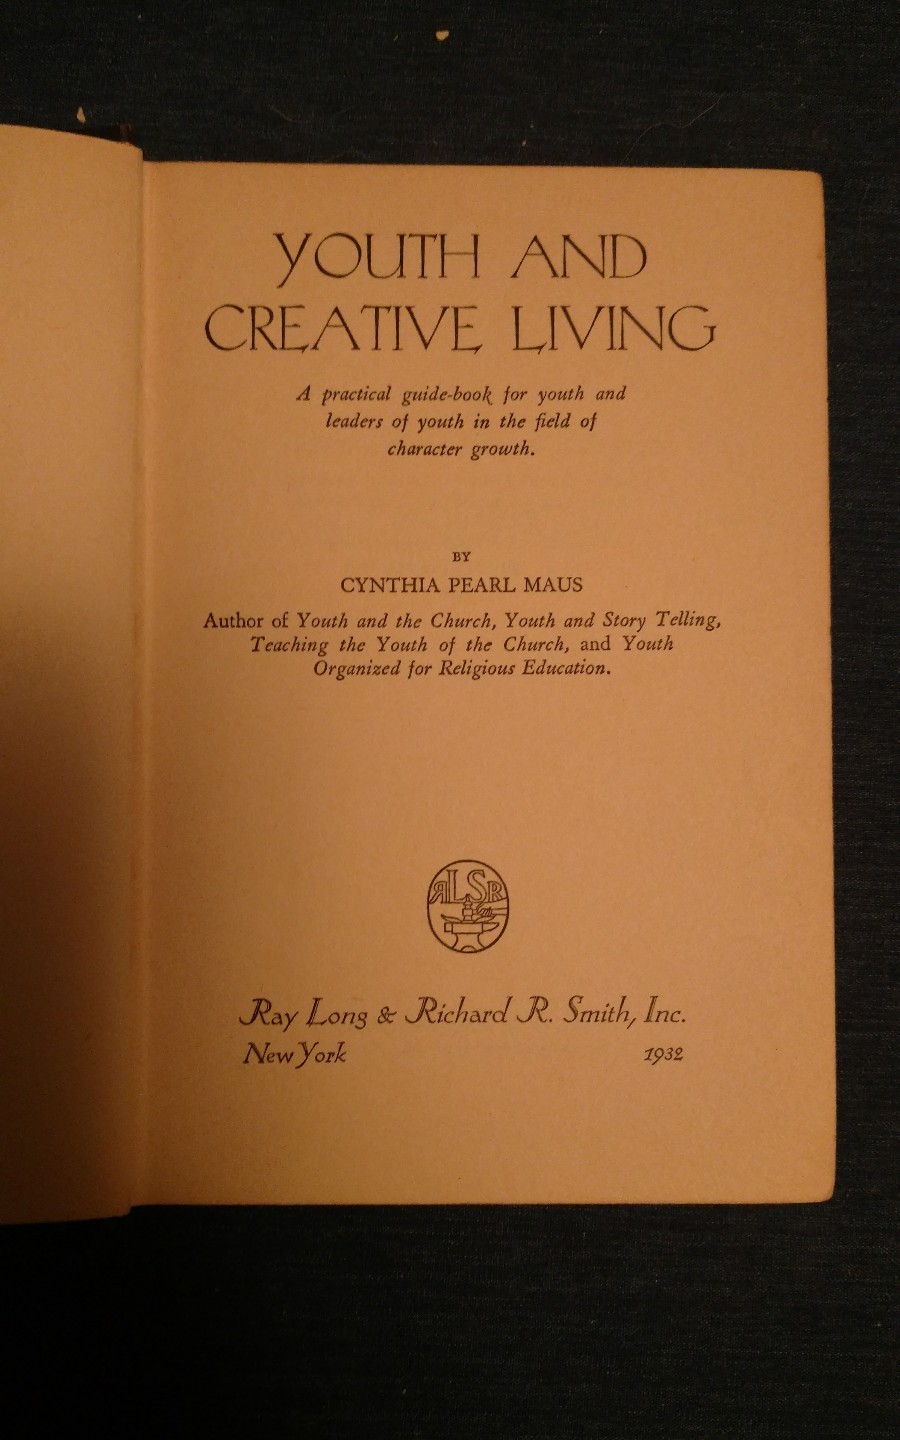 YOUTH AND
CREATIVE LIVING
A practical guide-book for youth and
leaders of youth in the field of
character growth.
BY
CYNTHIA PEARL MAUS
Author of Youth and the Church, Youth and Story Telling,
Teaching the Youth of the Church, and Youth
Organized for Religious Education.
RLSR
Ray Long & Richard R. Smith, Inc.
New York 1932